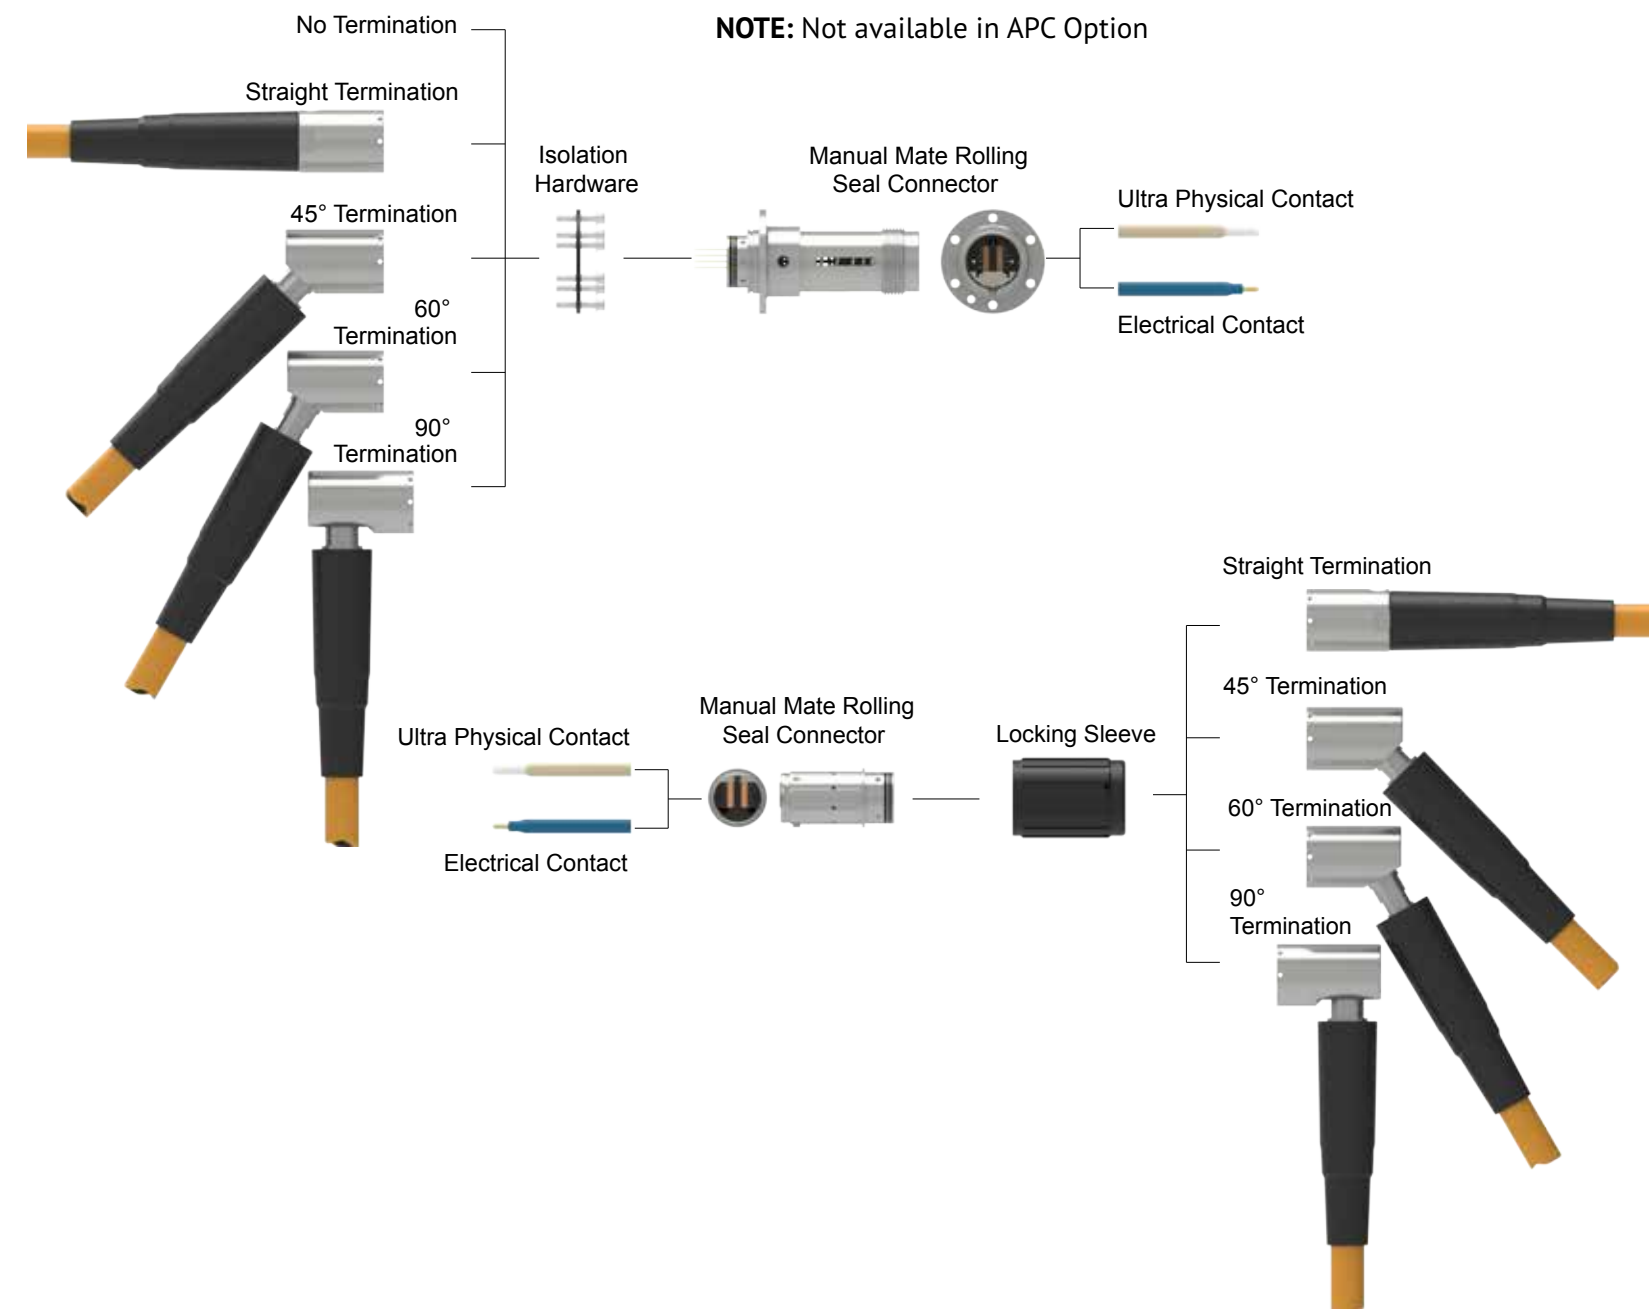 No Termination
NOTE: Not available in APC Option
Straight Termination
Isolation
Hardware
Manual Mate Rolling
Seal Connector
Ultra Physical Contact
45° Termination
60°
Termination
Electrical Contact
90°
Termination
Straight Termination
45° Termination
Manual Mate Rolling
Seal Connector
Ultra Physical Contact
Locking Sleeve
60° Termination
Electrical Contact
90°
Termination